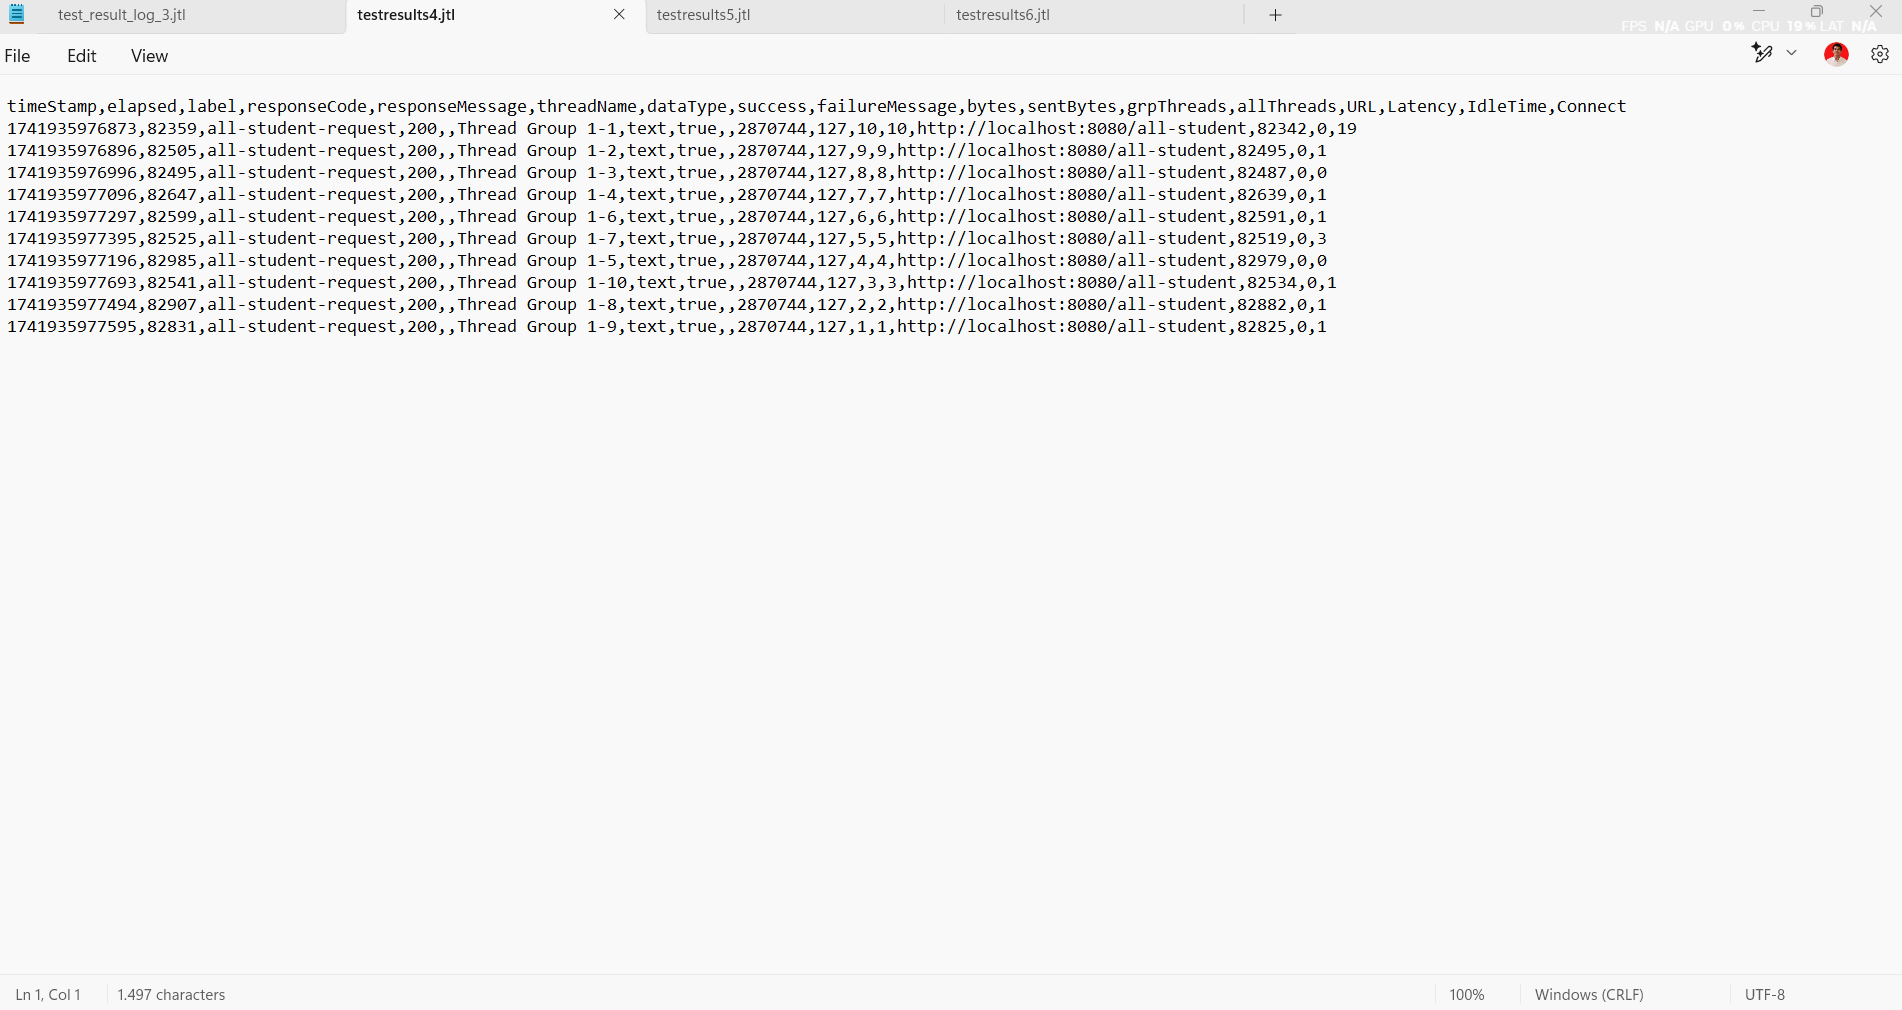 test_result_log_3.jtl testresults4.jtl testresults5.jtl testresults6.jtl
FPS N/A GPU 0% CPU 19% LAT N/A
File Edit View
timeStamp,elapsed,label,responseCode,responseMessage,threadName,dataType,success,failureMessage,bytes,sentBytes,grpThreads,allThreads,URL,Latency,IdleTime,Connect
1741935976873,82359,all-student-request,200,,Thread Group 1-1,text,true,,2870744,127,10,10,http://localhost:8080/all-student,82342,0,19
1741935976896,82505,all-student-request,200,,Thread Group 1-2,text,true,,2870744,127,9,9,http://localhost:8080/all-student,82495,0,1
1741935976996,82495,all-student-request,200,,Thread Group 1-3,text,true,,2870744,127,8,8,http://localhost:8080/all-student,82487,0,0
1741935977096,82647,all-student-request,200,,Thread Group 1-4,text,true,,2870744,127,7,7,http://localhost:8080/all-student,82639,0,1
1741935977297,82599,all-student-request,200,,Thread Group 1-6,text,true,,2870744,127,6,6,http://localhost:8080/all-student,82591,0,1
1741935977395,82525,all-student-request,200,,Thread Group 1-7,text,true,,2870744,127,5,5,http://localhost:8080/all-student,82519,0,3
1741935977196,82985,all-student-request,200,,Thread Group 1-5,text,true,,2870744,127,4,4,http://localhost:8080/all-student,82979,0,0
1741935977693,82541,all-student-request,200,,Thread Group 1-10,text,true,,2870744,127,3,3,http://localhost:8080/all-student,82534,0,1
1741935977494,82907,all-student-request,200,,Thread Group 1-8,text,true,,2870744,127,2,2,http://localhost:8080/all-student,82882,0,1
1741935977595,82831,all-student-request,200,,Thread Group 1-9,text,true,,2870744,127,1,1,http://localhost:8080/all-student,82825,0,1
Ln 1, Col 1 1.497 characters 100% Windows (CRLF) UTF-8